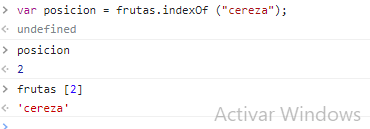 > var posicion = frutas.indexOf ("cereza");
<· undefined
> posicion
<· 2
> frutas [2]
<· 'cereza'
Activar Windows
>